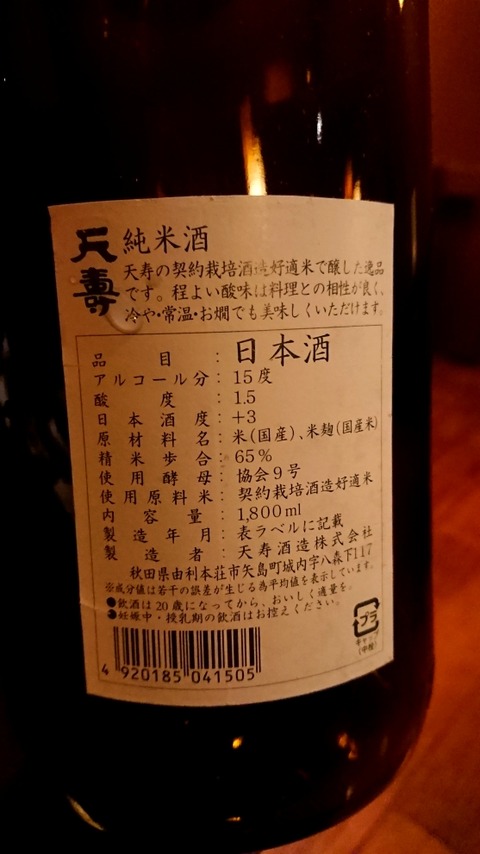 天寿
純米酒
天寿の契約栽培酒造好適米で醸した逸品
です。程よい酸味は料理との相性が良く、
冷や・常温・お燗でも美味しくいただけます。
品目：日本酒
アルコール分：15度
酸度：1.5
日本酒度：+3
原材料名：米(国産)、米麹(国産米)
精米歩合：65%
使用酵母：協会9号
使用原料米：契約栽培酒造好適米
内容量：1,800ml
製造年月：表ラベルに記載
製造者：天寿酒造株式会社
秋田県由利本荘市矢島町城内字八森下117
※成分値は若干の誤差が生じる為平均値を表示しています。
●飲酒は20歳になってから、おいしく適量を。
●妊娠中・授乳期の飲酒はお控えください。
プラ
キャップ
(中栓)
4 920185 041505